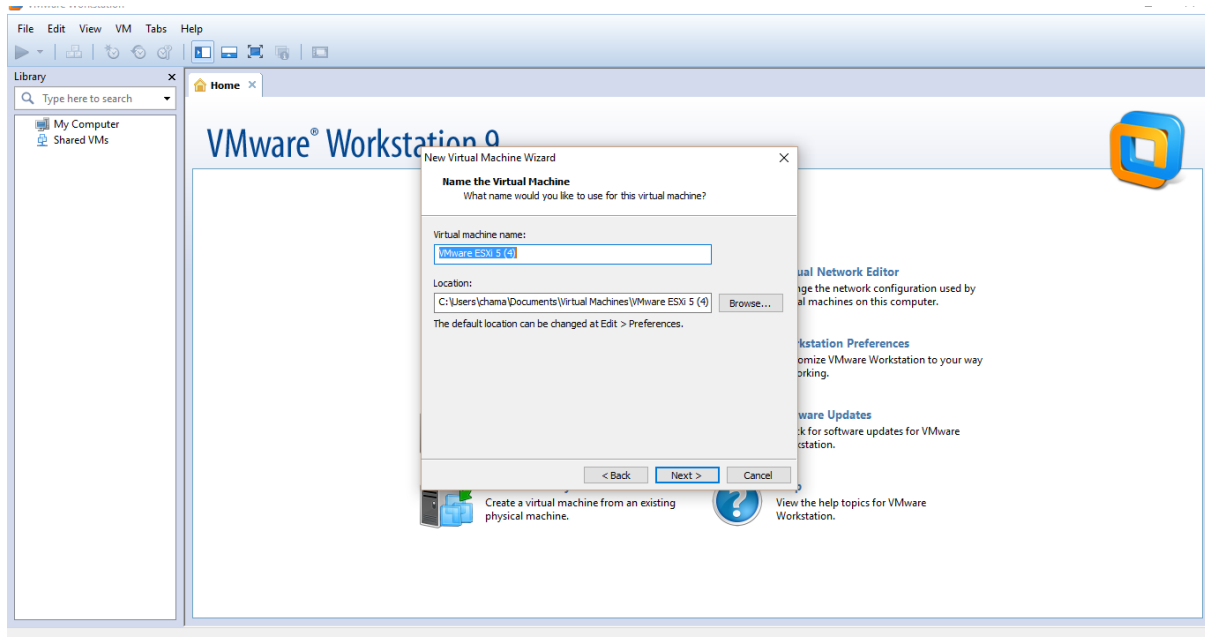 VMware Workstation
File Edit View VM Tabs Help
Library x
Type here to search
My Computer
Shared VMs
Home ×
VMware® Workstation 9
New Virtual Machine Wizard
Name the Virtual Machine
What name would you like to use for this virtual machine?
Virtual machine name:
VMware ESXi 5 (4)
Location:
C:\Users\chama\Documents\Virtual Machines\VMware ESXi 5 (4)
Browse...
The default location can be changed at Edit > Preferences.
< Back Next > Cancel
ual Network Editor
nge the network configuration used by
al machines on this computer.
kstation Preferences
omize VMware Workstation to your way
orking.
ware Updates
k for software updates for VMware
kstation.
Create a virtual machine from an existing
physical machine.
View the help topics for VMware
Workstation.